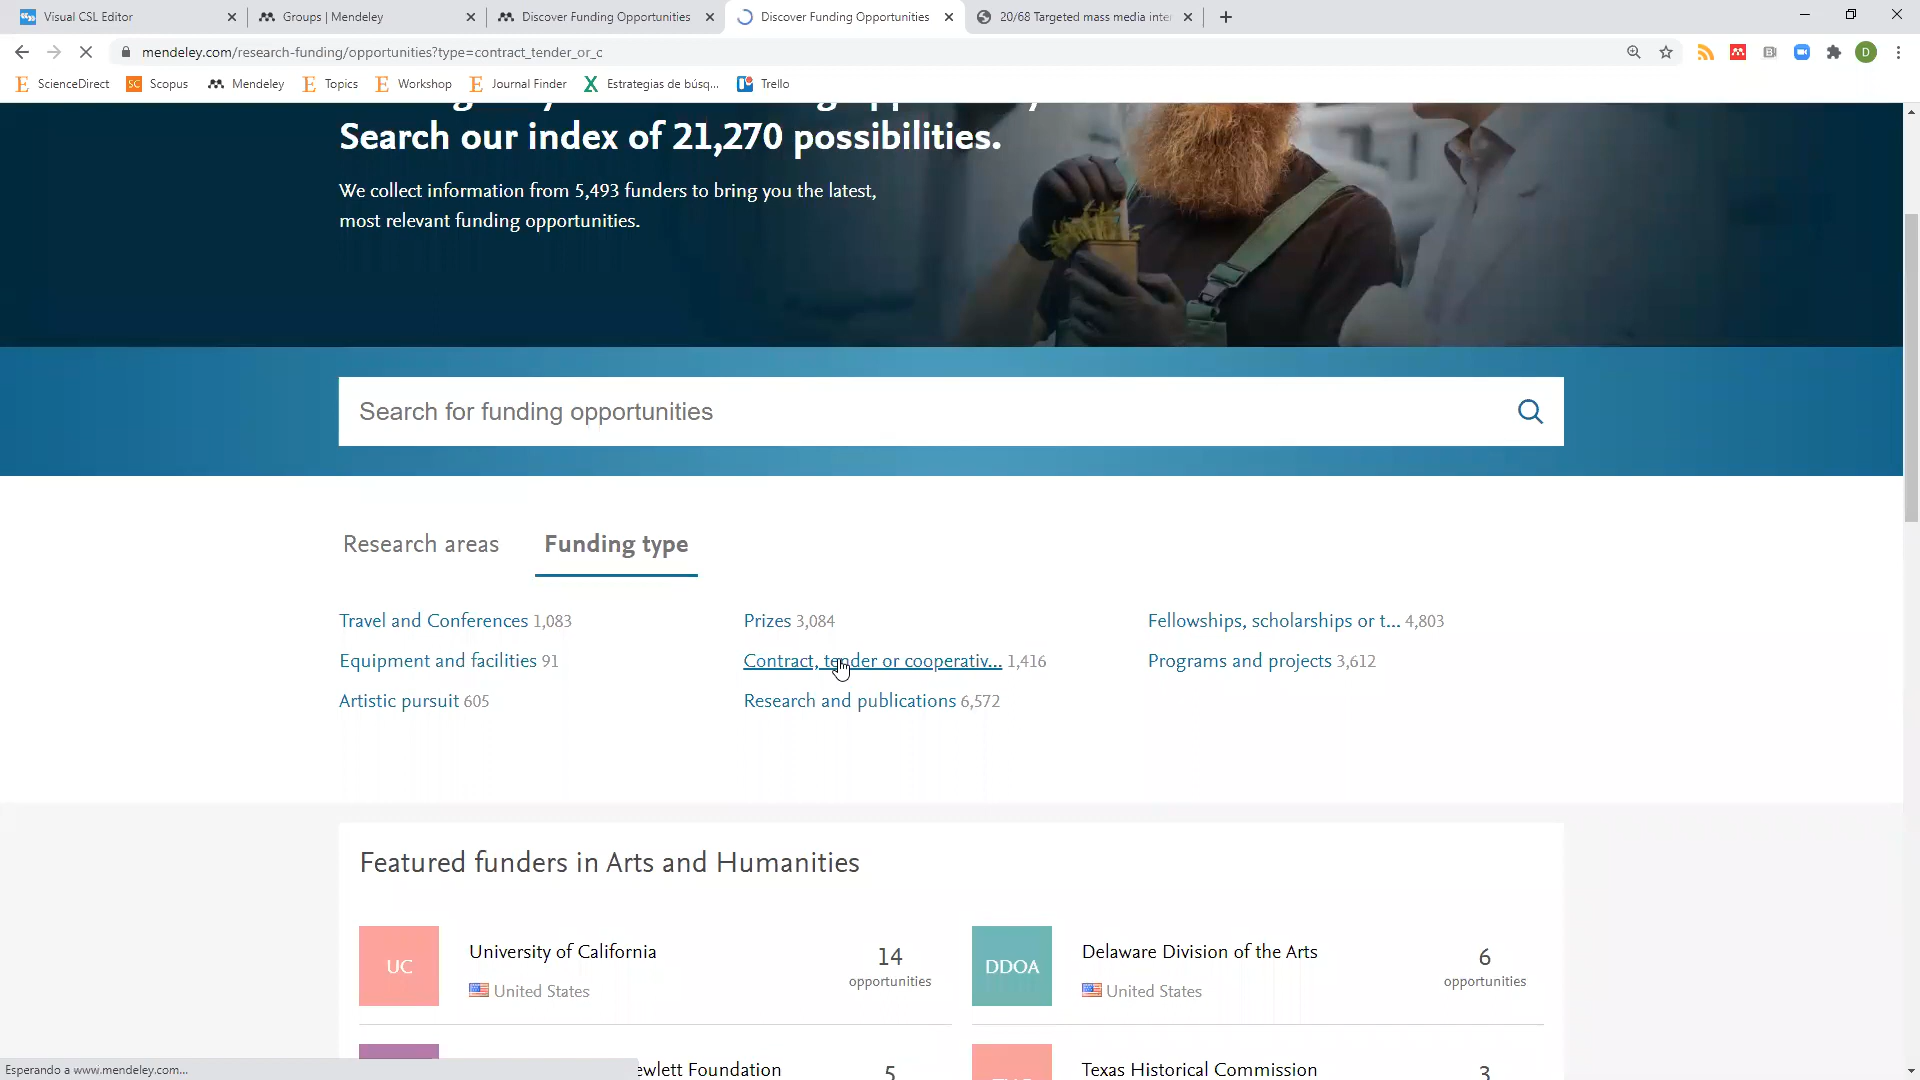 Visual CSL Editor
Groups | Mendeley
Discover Funding Opportunities
Discover Funding Opportunities
20/68 Targeted mass media inte
mendeley.com/research-funding/opportunities?type=contract_tender_or_c
D
ScienceDirect
SC Scopus
Mendeley
Topics
Workshop
Journal Finder
Estrategias de búsq...
Trello
Search our index of 21,270 possibilities.
We collect information from 5,493 funders to bring you the latest,
most relevant funding opportunities.
Search for funding opportunities
Research areas
Funding type
Travel and Conferences 1,083
Prizes 3,084
Fellowships, scholarships or t... 4,803
Equipment and facilities 91
Contract, tender or cooperativ... 1,416
Programs and projects 3,612
Artistic pursuit 605
Research and publications 6,572
Featured funders in Arts and Humanities
UC
University of California
United States
14
opportunities
DDOA
Delaware Division of the Arts
United States
6
opportunities
ewlett Foundation
5
Texas Historical Commission
3
Esperando a www.mendeley.com...